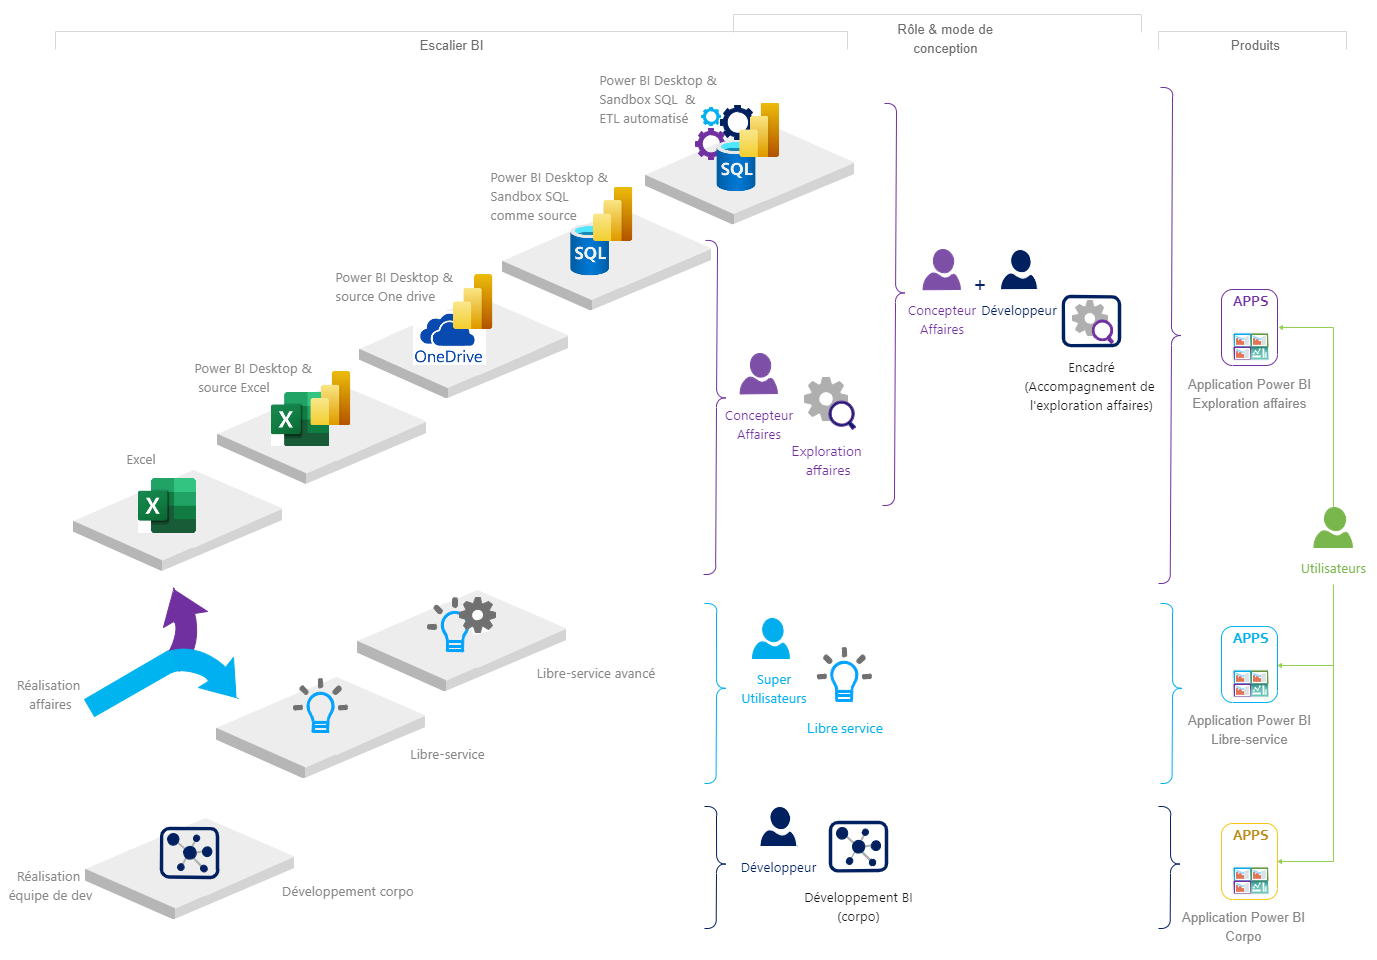 Escalier BI
Rôle & mode de
conception
Produits
Power BI Desktop &
Sandbox SQL &
ETL automatisé
SQL
Power BI Desktop &
Sandbox SQL
comme source
SQL
Power BI Desktop &
source One drive
OneDrive
Power BI Desktop &
source Excel
X
Excel
X
Concepteur
Affaires
Exploration
affaires
+
Concepteur
Affaires
Développeur
Encadré
(Accompagnement de
l'exploration affaires)
APPS
Application Power BI
Exploration affaires
Utilisateurs
Réalisation
affaires
Libre-service avancé
Libre-service
Super
Utilisateurs
Libre service
APPS
Application Power BI
Libre-service
Réalisation
équipe de dev
Développement corpo
Développeur
Développement BI
(corpo)
APPS
Application Power BI
Corpo